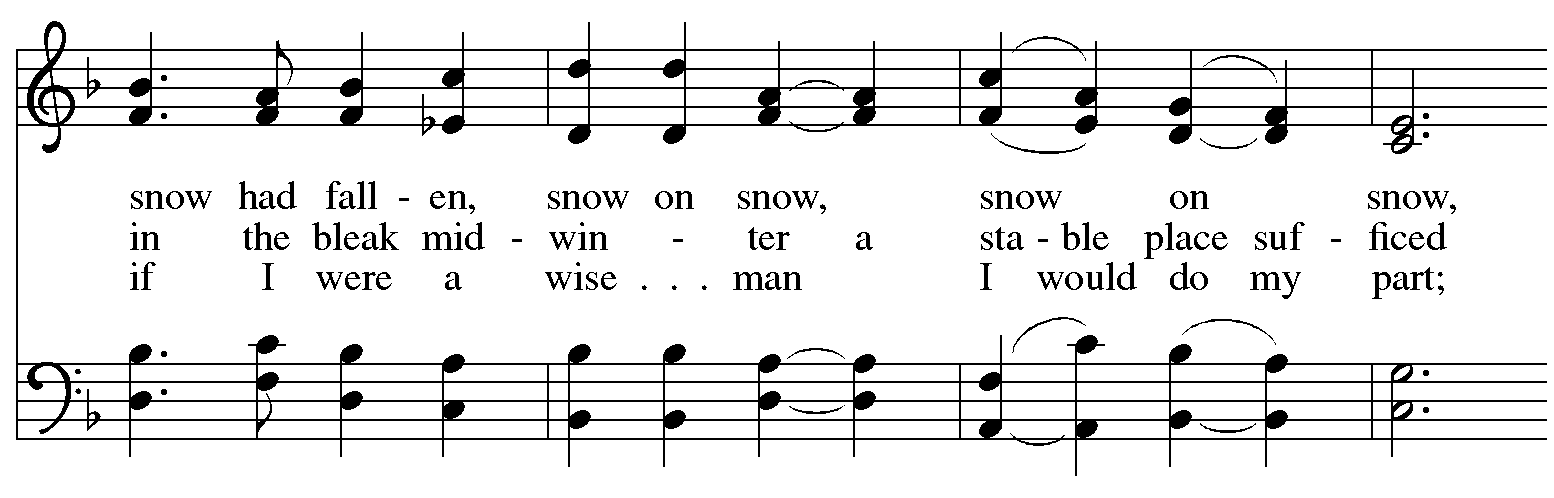 snow had fall - en, snow on snow, snow on snow,
in the bleak mid - win - ter a sta - ble place suf - ficed
if I were a wise . . . man I would do my part;